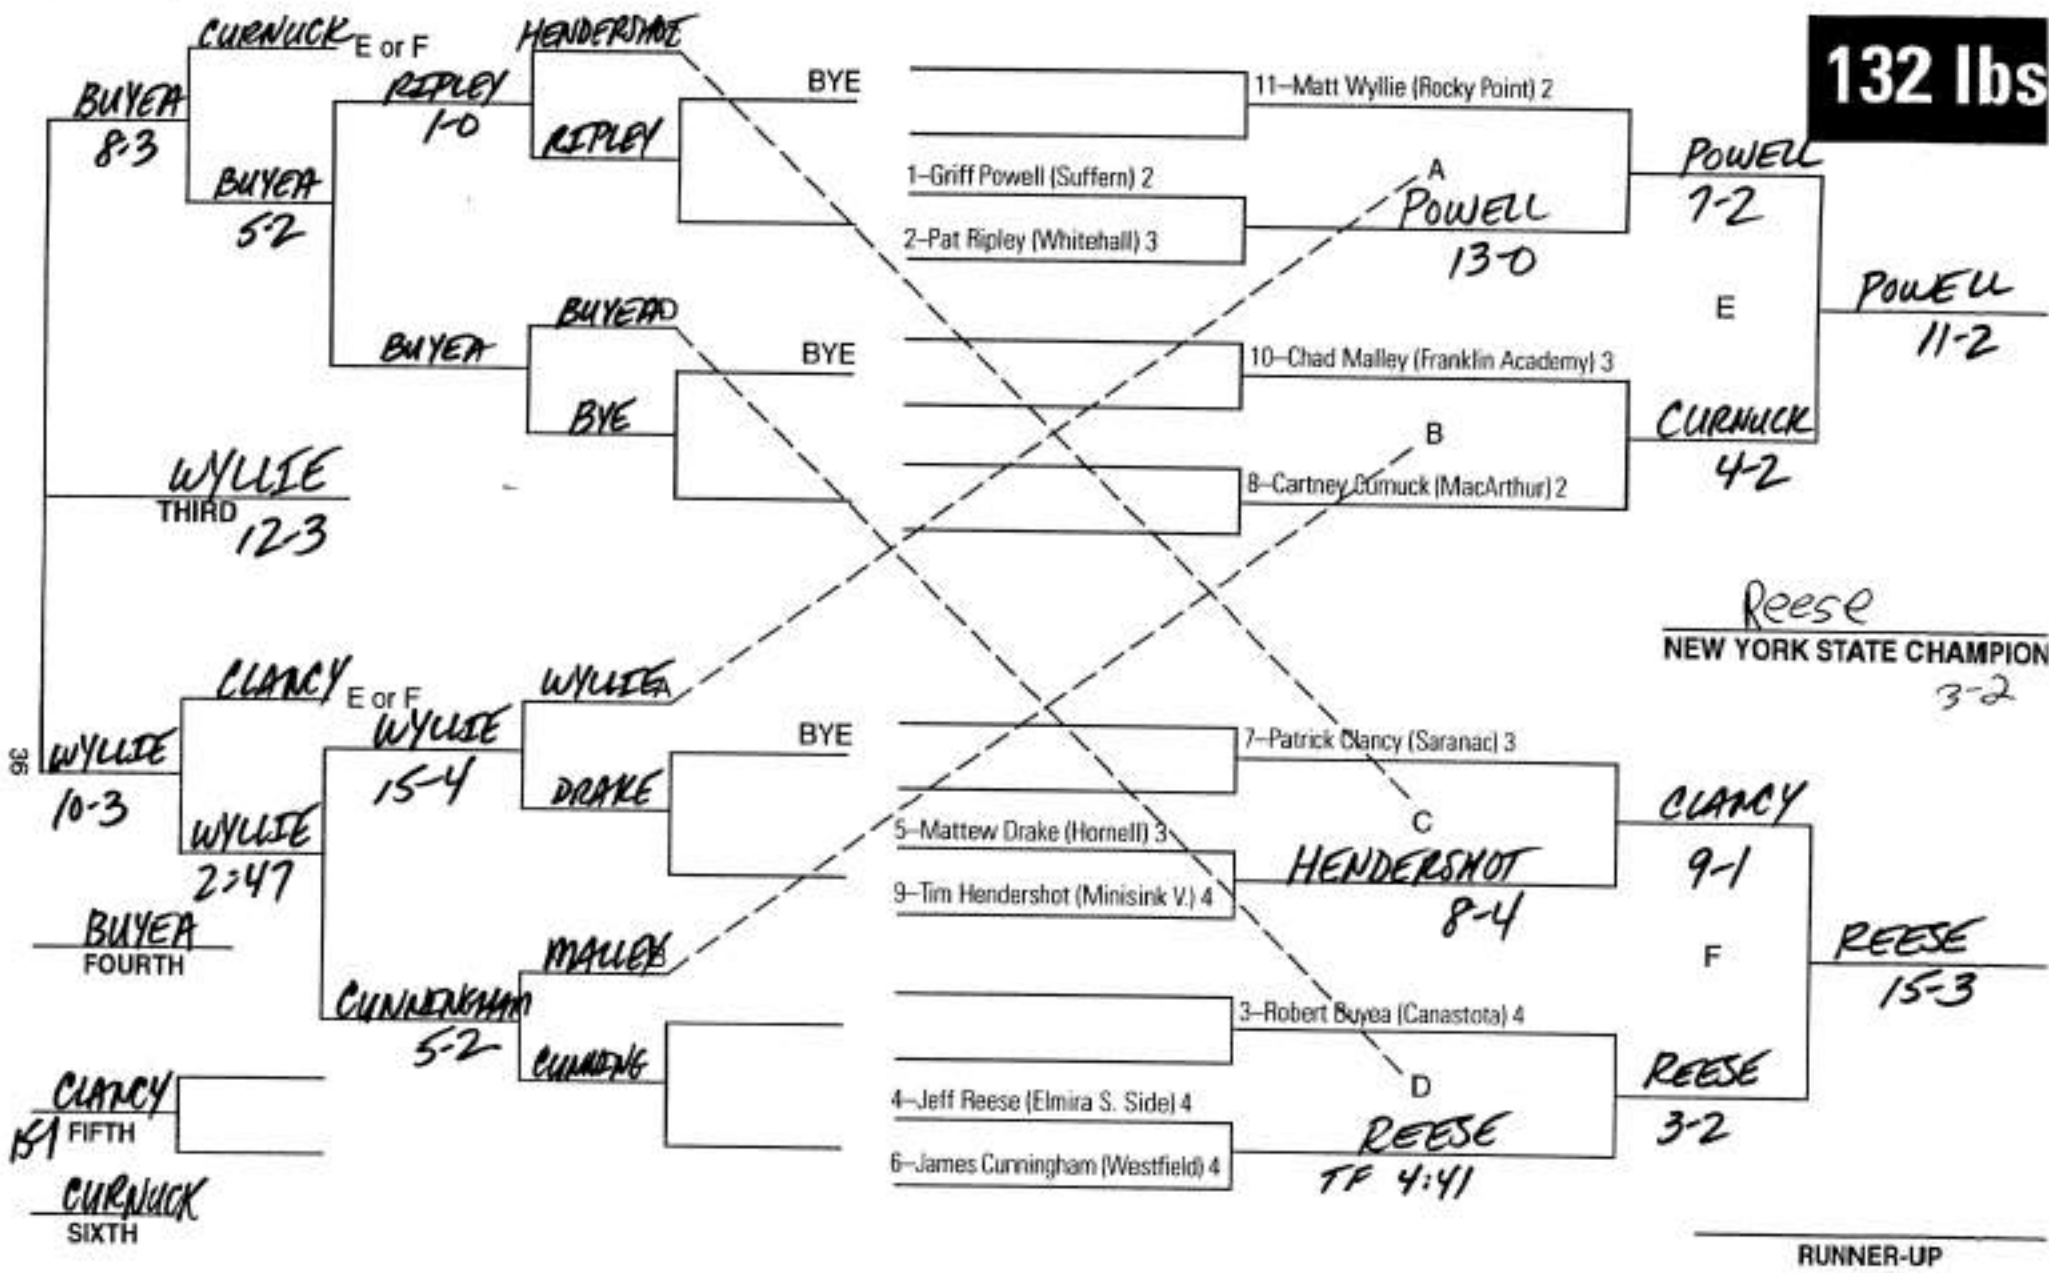 132 lbs
CURNUCK
E or F
BUYEA
8-3
BUYEA
5-2
RIPLEY
1-0
HENDERSHOT
RIPLEY
BYE
BUYEA
BUYEA D
BYE
BYE
WYLLIE
THIRD
12-3
CLANCY
E or F
WYLLIE
10-3
WYLLIE
2:47
WYLLIE
15-4
WYLLIE A
DRAKE
BYE
BUYEA
FOURTH
CUNNINGHAM
5-2
MALLEY B
CUNNING
CLANCY
15-1
FIFTH
CURNUCK
SIXTH
36
11–Matt Wyllie (Rocky Point) 2
1–Griff Powell (Suffern) 2
2–Pat Ripley (Whitehall) 3
A
POWELL
13-0
POWELL
7-2
E
POWELL
11-2
10–Chad Malley (Franklin Academy) 3
B
8–Cartney Curnuck (MacArthur) 2
CURNUCK
4-2
Reese
NEW YORK STATE CHAMPION
3-2
7–Patrick Clancy (Saranac) 3
5–Mattew Drake (Hornell) 3
9–Tim Hendershot (Minisink V.) 4
C
HENDERSHOT
8-4
CLANCY
9-1
F
REESE
15-3
3–Robert Buyea (Canastota) 4
4–Jeff Reese (Elmira S. Side) 4
6–James Cunningham (Westfield) 4
D
REESE
TF 4:41
REESE
3-2
RUNNER-UP